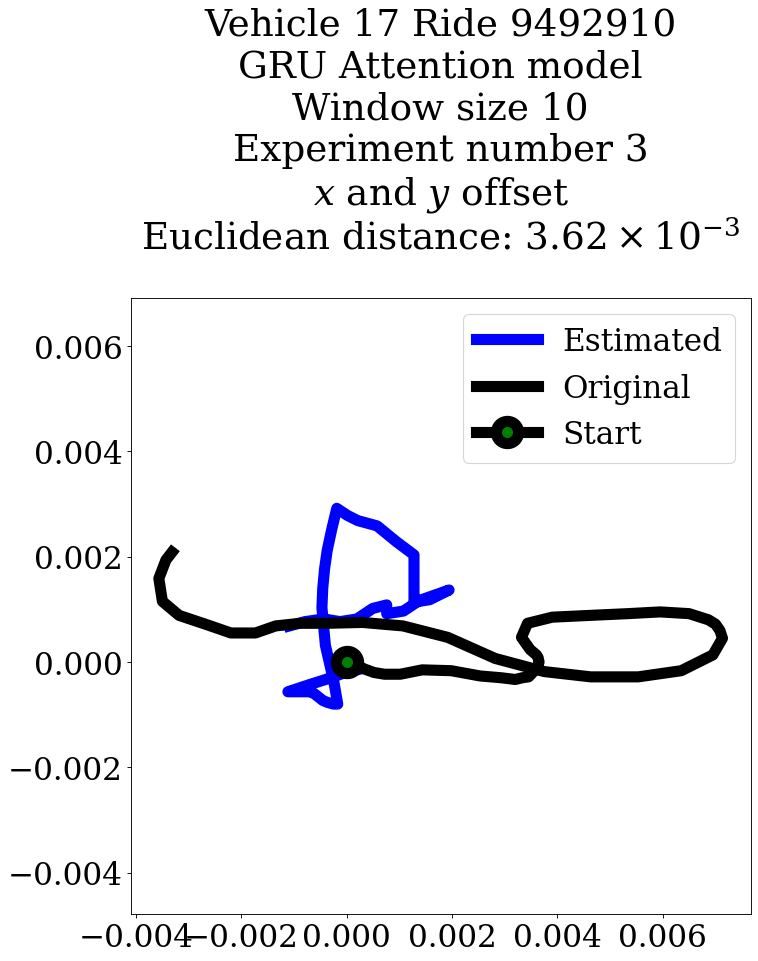 Vehicle 17 Ride 9492910
GRU Attention model
Window size 10
Experiment number 3
x and y offset
Euclidean distance: 3.62 × 10⁻³
Estimated
Original
Start
0.006
0.004
0.002
0.000
−0.002
−0.004
−0.004 −0.002 0.000 0.002 0.004 0.006